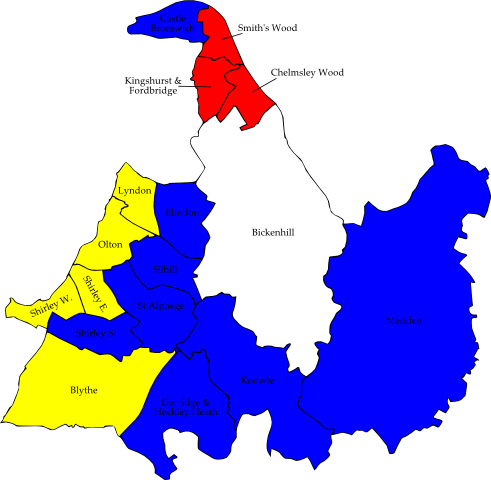 Castle
Bromwich
Smith's Wood
Kingshurst &
Fordbridge
Chelmsley Wood
Lyndon
Elmdon
Bickenhill
Olton
Silhill
Shirley W.
Shirley E.
St Alphege
Shirley S.
Meriden
Blythe
Knowle
Dorridge &
Hockley Heath